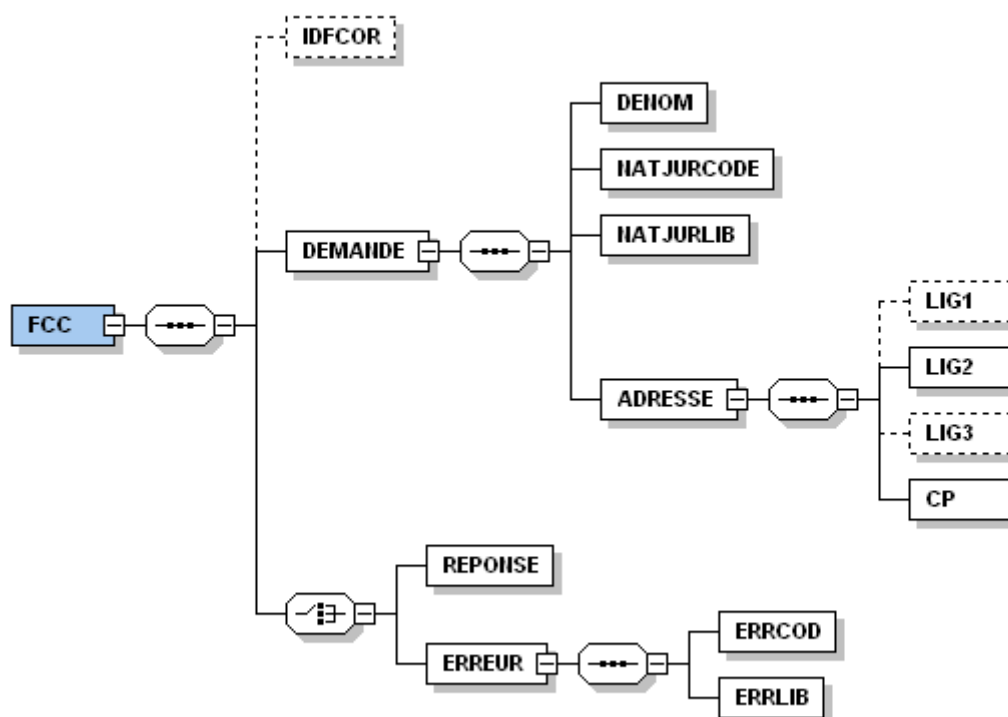 IDFCOR
DENOM
NATJURCODE
NATJURLIB
DEMANDE
FCC
LIG1
LIG2
ADRESSE
LIG3
CP
REPONSE
ERREUR
ERRCOD
ERRLIB